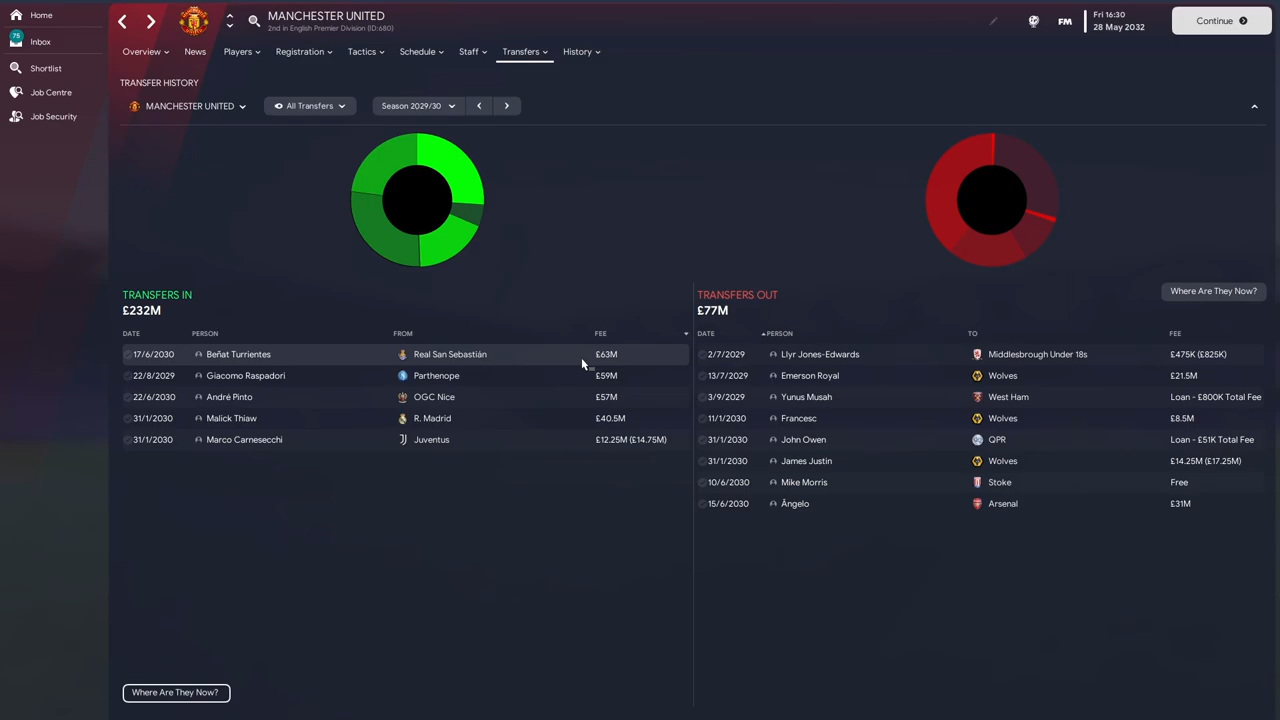 MANCHESTER UNITED
2nd in English Premier Division (ID:680)
FM
Fri 16:30
28 May 2032
Continue
Home
75
Inbox
Shortlist
Job Centre
Job Security
Overview
News
Players
Registration
Tactics
Schedule
Staff
Transfers
History
TRANSFER HISTORY
MANCHESTER UNITED
All Transfers
Season 2029/30
TRANSFERS IN
£232M
DATE PERSON FROM FEE
17/6/2030 Beñat Turrientes Real San Sebastián £63M
22/8/2029 Giacomo Raspadori Parthenope £59M
22/6/2030 André Pinto OGC Nice £57M
31/1/2030 Malick Thiaw R. Madrid £40.5M
31/1/2030 Marco Carnesecchi Juventus £12.25M (£14.75M)
Where Are They Now?
TRANSFERS OUT
£77M
Where Are They Now?
DATE PERSON TO FEE
2/7/2029 Llyr Jones-Edwards Middlesbrough Under 18s £475K (£825K)
13/7/2029 Emerson Royal Wolves £21.5M
3/9/2029 Yunus Musah West Ham Loan - £800K Total Fee
11/1/2030 Francesc Wolves £8.5M
31/1/2030 John Owen QPR Loan - £51K Total Fee
31/1/2030 James Justin Wolves £14.25M (£17.25M)
10/6/2030 Mike Morris Stoke Free
15/6/2030 Ângelo Arsenal £31M